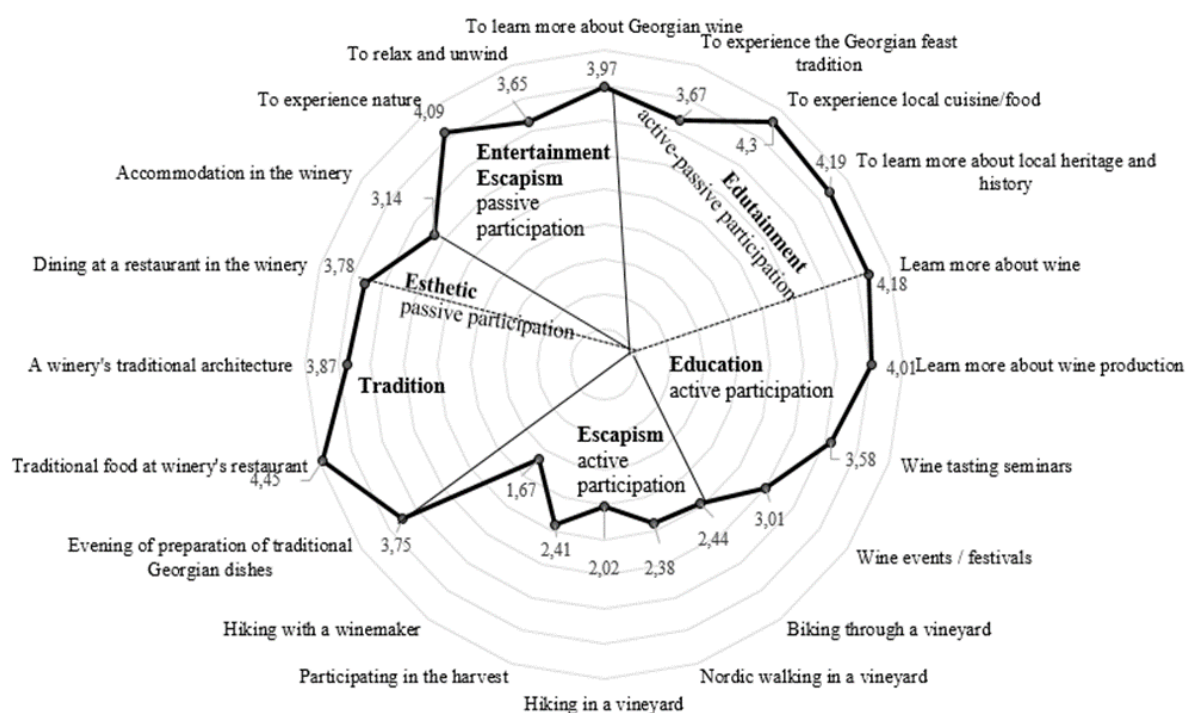 To learn more about Georgian wine
To experience the Georgian feast
tradition
To relax and unwind
3,97
3,65
3,67
To experience nature
4,09
To experience local cuisine/food
4,3
4,19
To learn more about local heritage and
history
Accommodation in the winery
3,14
Entertainment
Escapism
passive
participation
Edutainment
active-passive participation
Dining at a restaurant in the winery
3,78
Esthetic
passive participation
Learn more about wine
4,18
A winery's traditional architecture
3,87
Tradition
Education
active participation
4,01
Learn more about wine production
Escapism
active
participation
Traditional food at winery's restaurant
4,45
3,58
Wine tasting seminars
1,67
3,01
Evening of preparation of traditional
Georgian dishes
3,75
2,41
2,02
2,38
2,44
Wine events / festivals
Hiking with a winemaker
Biking through a vineyard
Participating in the harvest
Nordic walking in a vineyard
Hiking in a vineyard